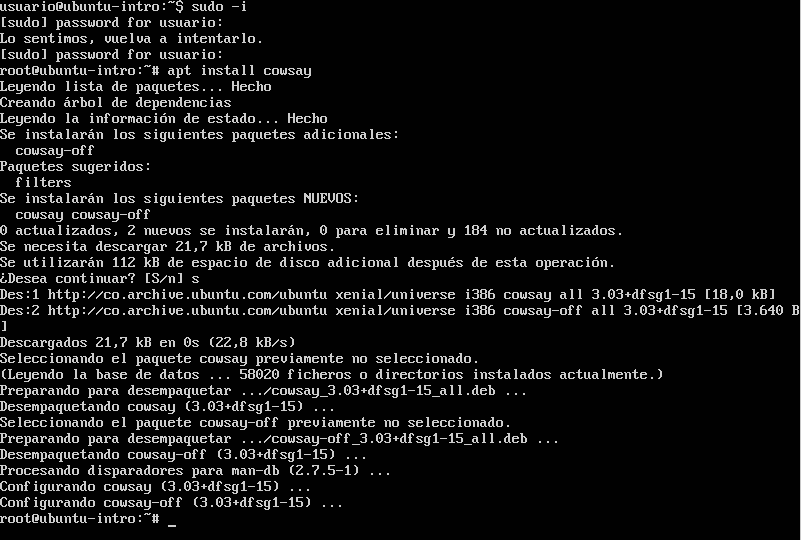 usuario@ubuntu-intro:~$ sudo -i
[sudo] password for usuario:
Lo sentimos, vuelva a intentarlo.
[sudo] password for usuario:
root@ubuntu-intro:~# apt install cowsay
Leyendo lista de paquetes... Hecho
Creando árbol de dependencias
Leyendo la información de estado... Hecho
Se instalarán los siguientes paquetes adicionales:
  cowsay-off
Paquetes sugeridos:
  filters
Se instalarán los siguientes paquetes NUEVOS:
  cowsay cowsay-off
0 actualizados, 2 nuevos se instalarán, 0 para eliminar y 184 no actualizados.
Se necesita descargar 21,7 kB de archivos.
Se utilizarán 112 kB de espacio de disco adicional después de esta operación.
¿Desea continuar? [S/n] s
Des:1 http://co.archive.ubuntu.com/ubuntu xenial/universe i386 cowsay all 3.03+dfsg1-15 [18,0 kB]
Des:2 http://co.archive.ubuntu.com/ubuntu xenial/universe i386 cowsay-off all 3.03+dfsg1-15 [3.640 B
]
Descargados 21,7 kB en 0s (22,8 kB/s)
Seleccionando el paquete cowsay previamente no seleccionado.
(Leyendo la base de datos ... 58020 ficheros o directorios instalados actualmente.)
Preparando para desempaquetar .../cowsay_3.03+dfsg1-15_all.deb ...
Desempaquetando cowsay (3.03+dfsg1-15) ...
Seleccionando el paquete cowsay-off previamente no seleccionado.
Preparando para desempaquetar .../cowsay-off_3.03+dfsg1-15_all.deb ...
Desempaquetando cowsay-off (3.03+dfsg1-15) ...
Procesando disparadores para man-db (2.7.5-1) ...
Configurando cowsay (3.03+dfsg1-15) ...
Configurando cowsay-off (3.03+dfsg1-15) ...
root@ubuntu-intro:~# _